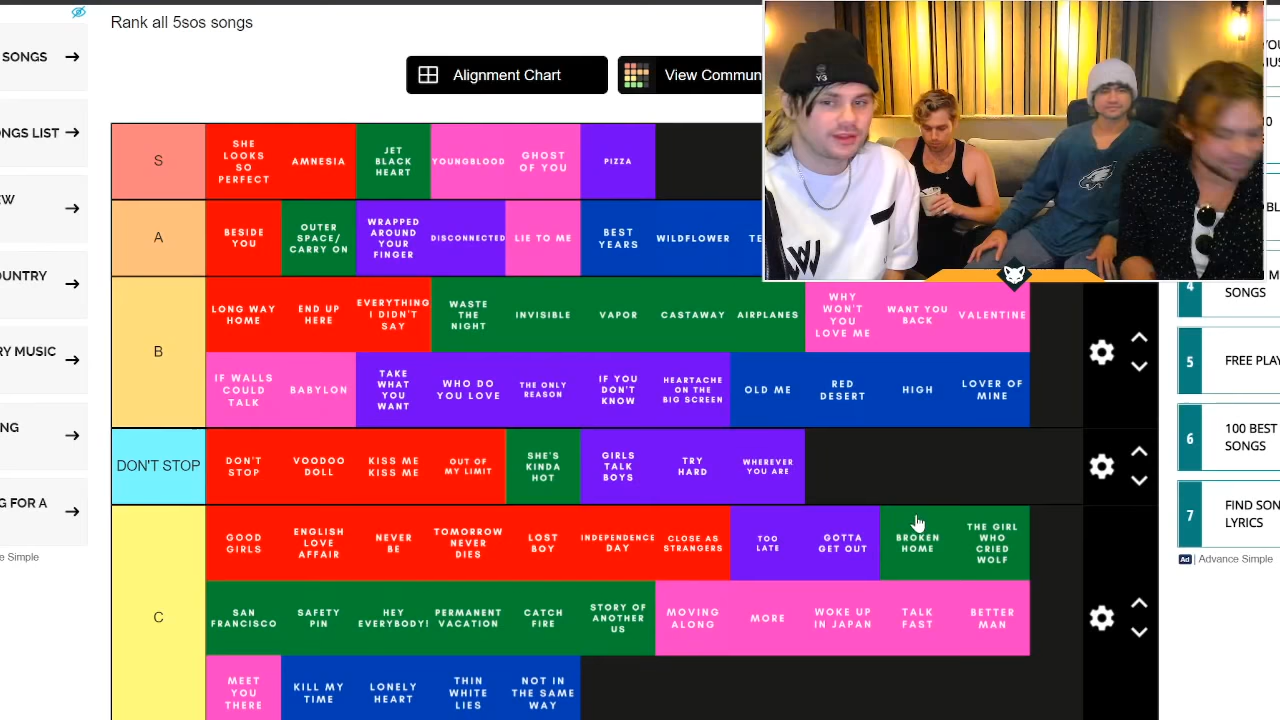 Rank all 5sos songs
SONGS →
ONGS LIST →
EW →
OUNTRY →
RY MUSIC →
NG →
G FOR A →
e Simple
Alignment Chart
View Commun
S
SHE LOOKS SO PERFECT
AMNESIA
JET BLACK HEART
YOUNGBLOOD
GHOST OF YOU
PIZZA
A
BESIDE YOU
OUTER SPACE/ CARRY ON
WRAPPED AROUND YOUR FINGER
DISCONNECTED
LIE TO ME
BEST YEARS
WILDFLOWER
TE
B
LONG WAY HOME
END UP HERE
EVERYTHING I DIDN'T SAY
WASTE THE NIGHT
INVISIBLE
VAPOR
CASTAWAY
AIRPLANES
WHY WON'T YOU LOVE ME
WANT YOU BACK
VALENTINE
IF WALLS COULD TALK
BABYLON
TAKE WHAT YOU WANT
WHO DO YOU LOVE
THE ONLY REASON
IF YOU DON'T KNOW
HEARTACHE ON THE BIG SCREEN
OLD ME
RED DESERT
HIGH
LOVER OF MINE
DON'T STOP
DON'T STOP
VOODOO DOLL
KISS ME KISS ME
OUT OF MY LIMIT
SHE'S KINDA HOT
GIRLS TALK BOYS
TRY HARD
WHEREVER YOU ARE
C
GOOD GIRLS
ENGLISH LOVE AFFAIR
NEVER BE
TOMORROW NEVER DIES
LOST BOY
INDEPENDENCE DAY
CLOSE AS STRANGERS
TOO LATE
GOTTA GET OUT
BROKEN HOME
THE GIRL WHO CRIED WOLF
SAN FRANCISCO
SAFETY PIN
HEY EVERYBODY!
PERMANENT VACATION
CATCH FIRE
STORY OF ANOTHER US
MOVING ALONG
MORE
WOKE UP IN JAPAN
TALK FAST
BETTER MAN
MEET YOU THERE
KILL MY TIME
LONELY HEART
THIN WHITE LIES
NOT IN THE SAME WAY
4
SONGS
5
FREE PLAY
6
100 BEST
SONGS
7
FIND SON
LYRICS
Ad | Advance Simple